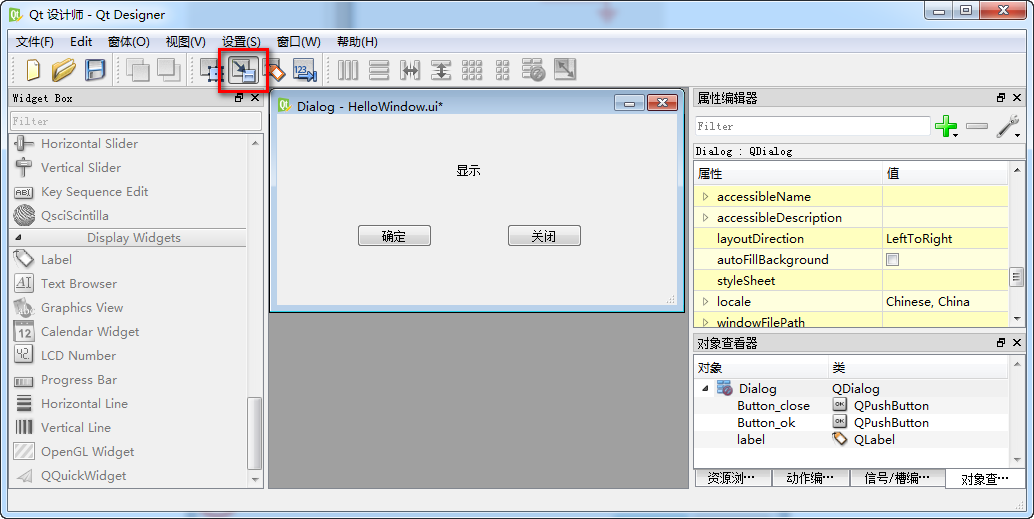 Qt 设计师 - Qt Designer
文件(F) Edit 窗体(O) 视图(V) 设置(S) 窗口(W) 帮助(H)
123
Widget Box
Filter
Horizontal Slider
Vertical Slider
Key Sequence Edit
QsciScintilla
Display Widgets
Label
Text Browser
Graphics View
Calendar Widget
LCD Number
Progress Bar
Horizontal Line
Vertical Line
OpenGL Widget
QQuickWidget
Dialog - HelloWindow.ui*
显示
确定 关闭
属性编辑器
Filter
Dialog : QDialog
属性 值
accessibleName
accessibleDescription
layoutDirection LeftToRight
autoFillBackground
styleSheet
locale Chinese, China
windowFilePath
对象查看器
对象 类
Dialog QDialog
Button_close OK QPushButton
Button_ok OK QPushButton
label QLabel
资源浏… 动作编… 信号/槽编… 对象查…